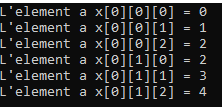 L'element a x[0][0][0] = 0
L'element a x[0][0][1] = 1
L'element a x[0][0][2] = 2
L'element a x[0][1][0] = 2
L'element a x[0][1][1] = 3
L'element a x[0][1][2] = 4